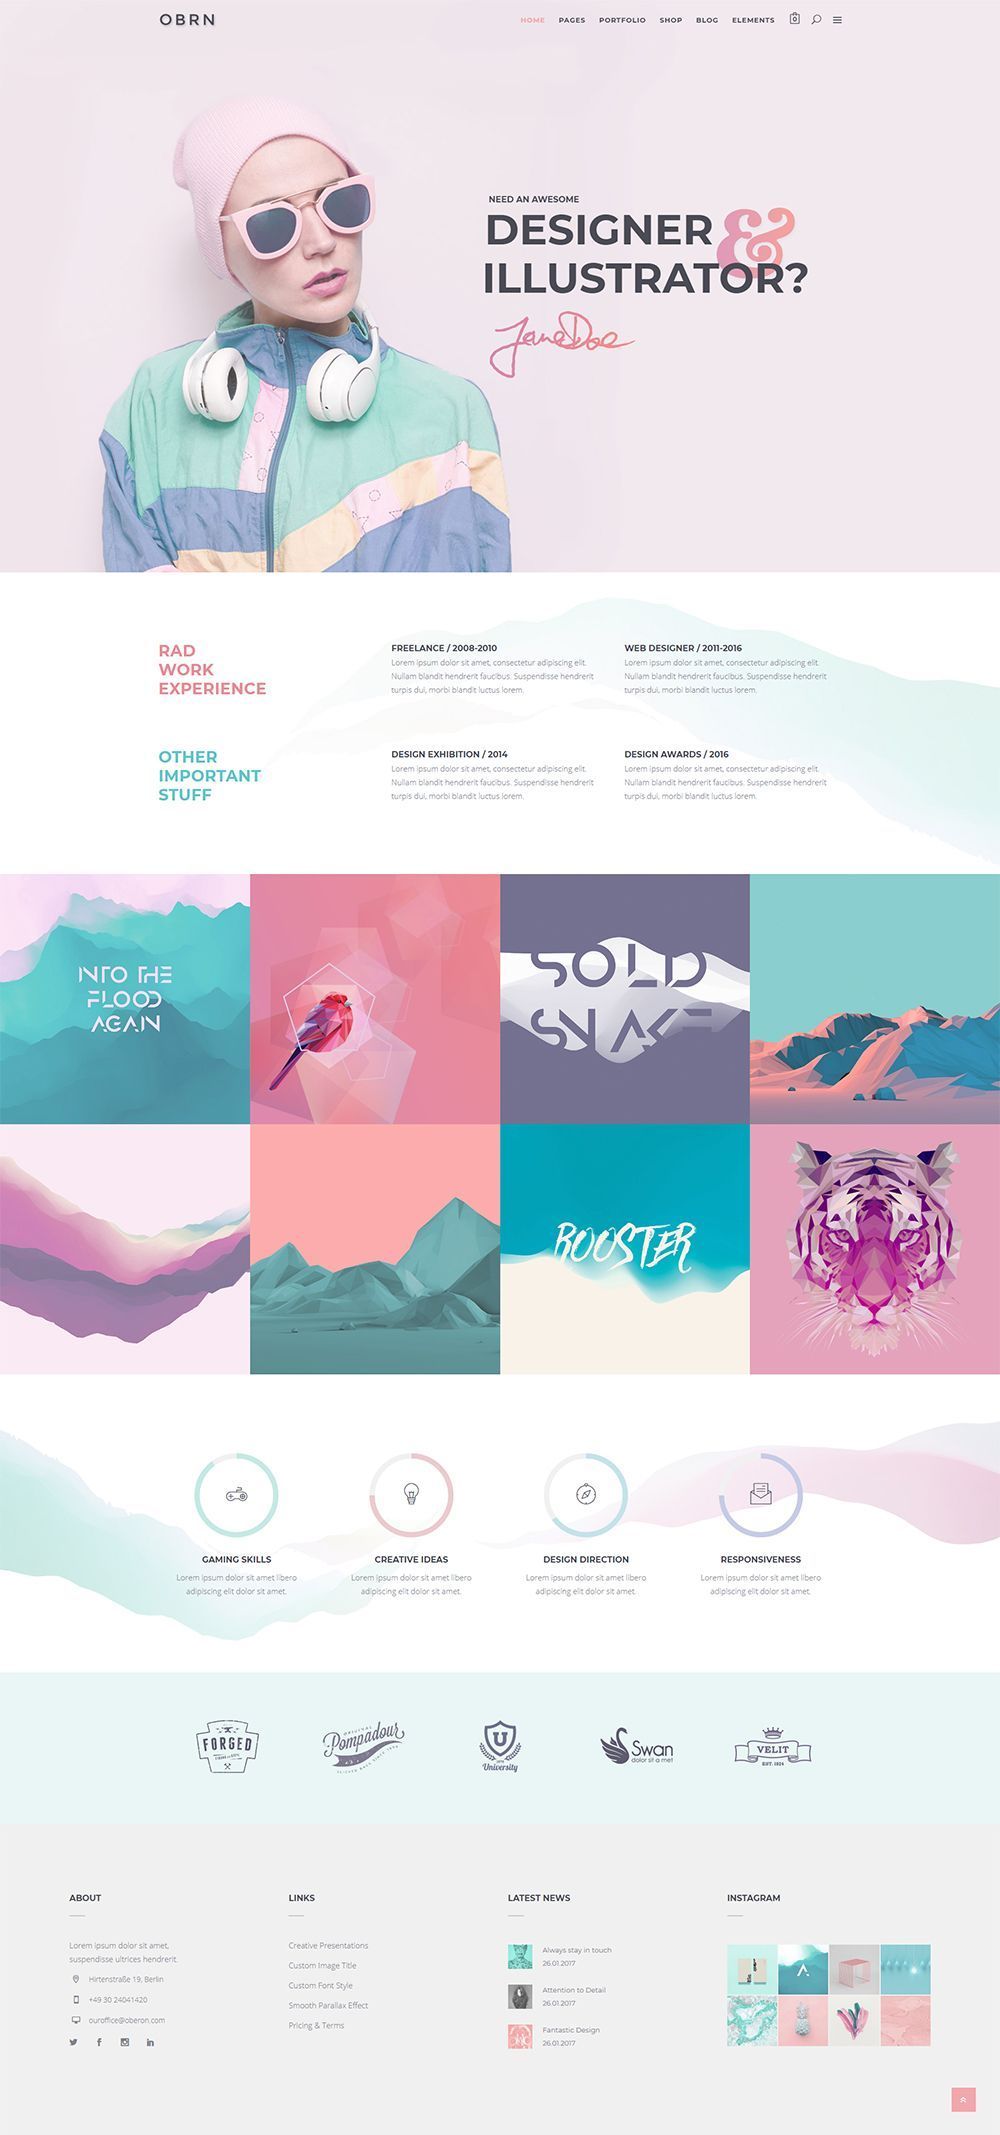 OBRN
HOME PAGES PORTFOLIO SHOP BLOG ELEMENTS 0
NEED AN AWESOME
DESIGNER &
ILLUSTRATOR?
Jane Doe
RAD
WORK
EXPERIENCE
FREELANCE / 2008-2010
Lorem ipsum dolor sit amet, consectetur adipiscing elit.
Nullam blandit hendrerit faucibus. Suspendisse hendrerit
turpis dui, morbi blandit luctus lorem.
WEB DESIGNER / 2011-2016
Lorem ipsum dolor sit amet, consectetur adipiscing elit.
Nullam blandit hendrerit faucibus. Suspendisse hendrerit
turpis dui, morbi blandit luctus lorem.
OTHER
IMPORTANT
STUFF
DESIGN EXHIBITION / 2014
Lorem ipsum dolor sit amet, consectetur adipiscing elit.
Nullam blandit hendrerit faucibus. Suspendisse hendrerit
turpis dui, morbi blandit luctus lorem.
DESIGN AWARDS / 2016
Lorem ipsum dolor sit amet, consectetur adipiscing elit.
Nullam blandit hendrerit faucibus. Suspendisse hendrerit
turpis dui, morbi blandit luctus lorem.
INTO THE
FLOOD
AGAIN
SOLD
SNAKE
ROOSTER
GAMING SKILLS
Lorem ipsum dolor sit amet libero
adipiscing elit dolor sit amet.
CREATIVE IDEAS
Lorem ipsum dolor sit amet libero
adipiscing elit dolor sit amet.
DESIGN DIRECTION
Lorem ipsum dolor sit amet libero
adipiscing elit dolor sit amet.
RESPONSIVENESS
Lorem ipsum dolor sit amet libero
adipiscing elit dolor sit amet.
FORGED
ORIGINAL
Pompadour
SLICKED BACK SINCE
U
University
Swan
dolor sit a met
VELIT
EST. 1824
ABOUT
Lorem ipsum dolor sit amet,
suspendisse ultrices hendrerit.
Hirtenstraße 19, Berlin
+49 30 24041420
ouroffice@oberon.com
LINKS
Creative Presentations
Custom Image Title
Custom Font Style
Smooth Parallax Effect
Pricing & Terms
LATEST NEWS
Always stay in touch
26.01.2017
Attention to Detail
26.01.2017
Fantastic Design
26.01.2017
INSTAGRAM